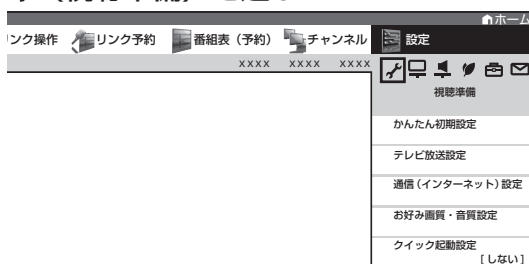 ホーム
ンク操作 リンク予約 番組表（予約） チャンネル 設定
xxxx xxxx xxxx
視聴準備
かんたん初期設定
テレビ放送設定
通信（インターネット）設定
お好み画質・音質設定
クイック起動設定
［しない］